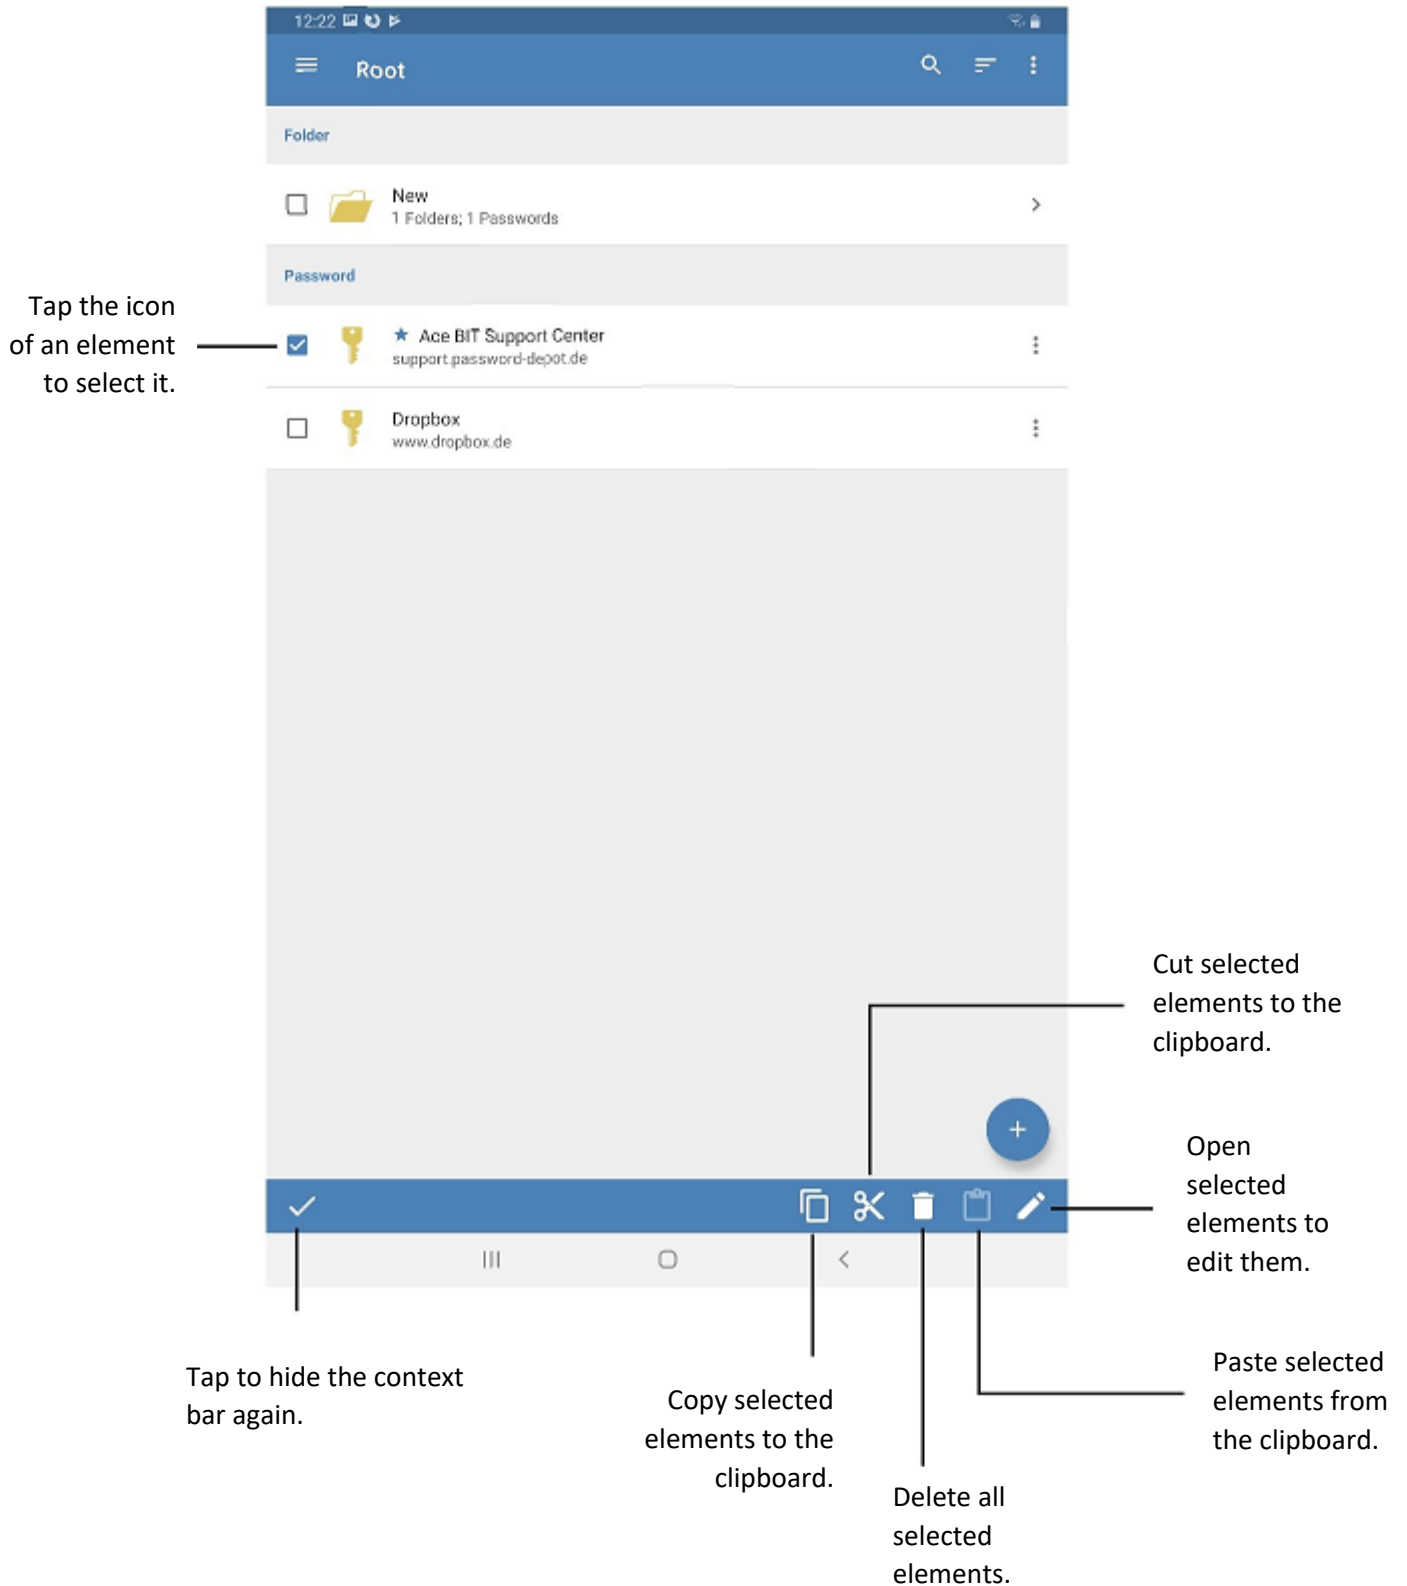 12:22
Root
Folder
New
1 Folders; 1 Passwords
Password
Tap the icon
of an element
to select it.
Ace BIT Support Center
support.password-depot.de
Dropbox
www.dropbox.de
Cut selected
elements to the
clipboard.
Open
selected
elements to
edit them.
Tap to hide the context
bar again.
Copy selected
elements to the
clipboard.
Paste selected
elements from
the clipboard.
Delete all
selected
elements.